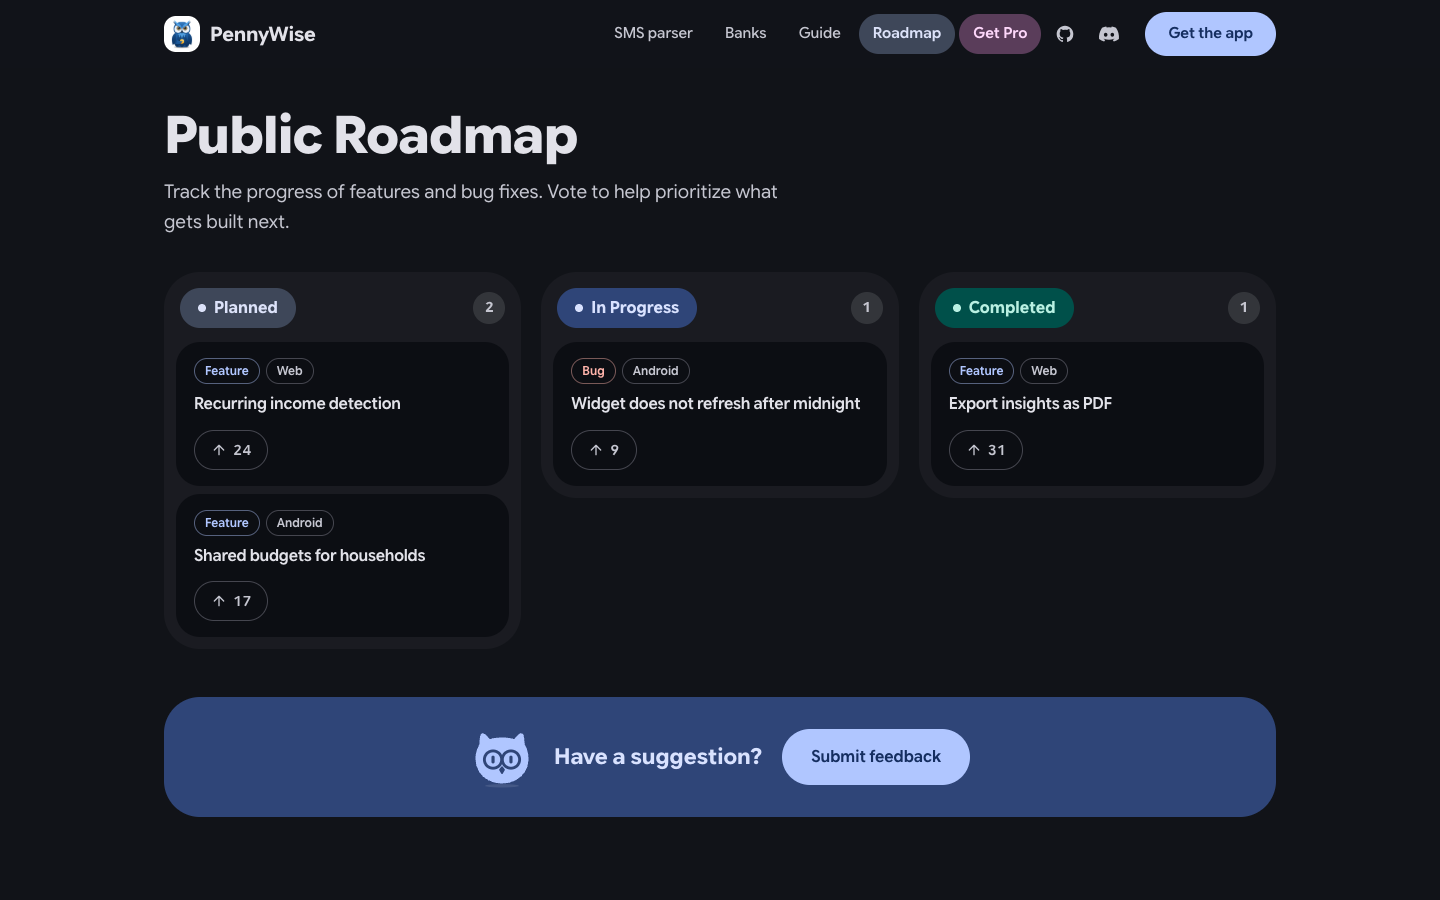 PennyWise
SMS parser
Banks
Guide
Roadmap
Get Pro
Get the app
Public Roadmap
Track the progress of features and bug fixes. Vote to help prioritize what
gets built next.
Planned
2
Feature
Web
Recurring income detection
↑ 24
Feature
Android
Shared budgets for households
↑ 17
In Progress
1
Bug
Android
Widget does not refresh after midnight
↑ 9
Completed
1
Feature
Web
Export insights as PDF
↑ 31
Have a suggestion?
Submit feedback